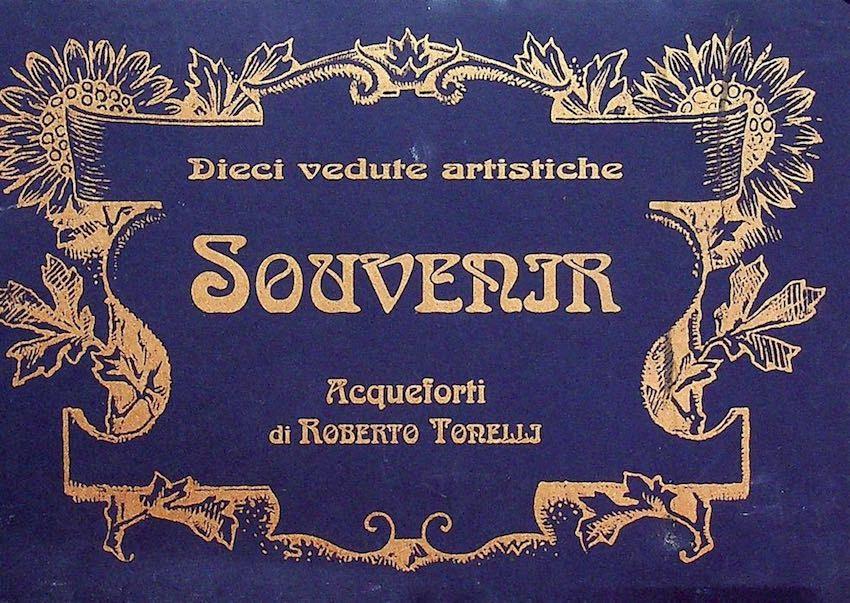 Dieci vedute artistiche
SOUVENIR
Acqueforti
di ROBERTO TONELLI
S W